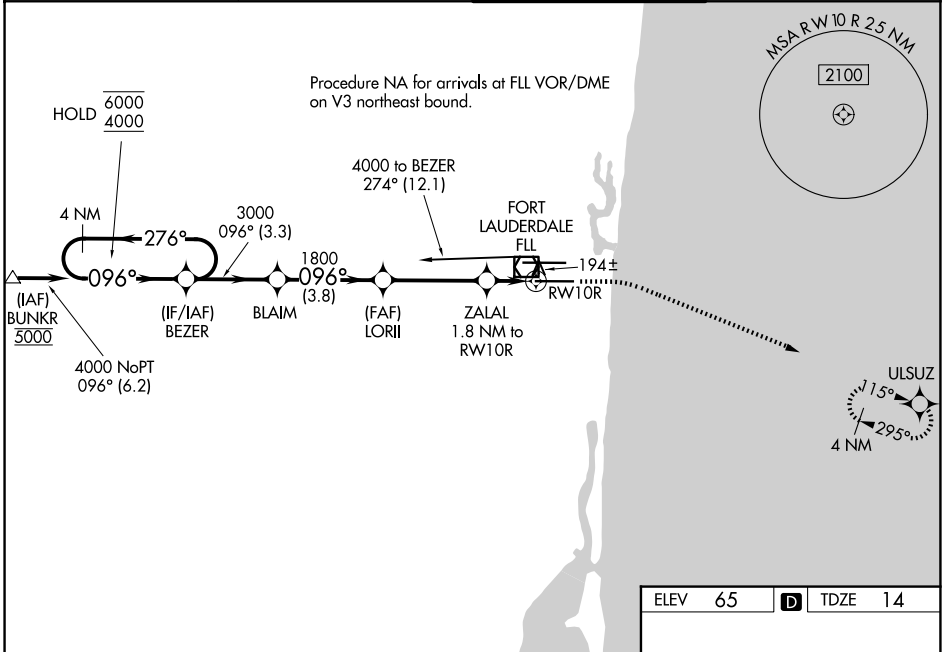 MSA RW 10 R 25 NM
2100
Procedure NA for arrivals at FLL VOR/DME
on V3 northeast bound.
HOLD 6000
4000
4000 to BEZER
274° (12.1)
4 NM
276°
3000
096° (3.3)
FORT
LAUDERDALE
FLL
1800
096°
(3.8)
096°
194±
RW10R
(IAF)
BUNKR
5000
(IF/IAF)
BEZER
BLAIM
(FAF)
LORII
ZALAL
1.8 NM to
RW10R
4000 NoPT
096° (6.2)
ULSUZ
115°
295°
4 NM
ELEV 65 D TDZE 14